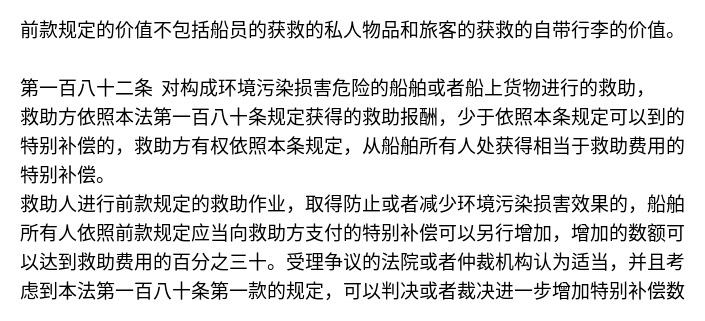 前款规定的价值不包括船员的获救的私人物品和旅客的获救的自带行李的价值。
第一百八十二条 对构成环境污染损害危险的船舶或者船上货物进行的救助，
救助方依照本法第一百八十条规定获得的救助报酬，少于依照本条规定可以到的
特别补偿的，救助方有权依照本条规定，从船舶所有人处获得相当于救助费用的
特别补偿。
救助人进行前款规定的救助作业，取得防止或者减少环境污染损害效果的，船舶
所有人依照前款规定应当向救助方支付的特别补偿可以另行增加，增加的数额可
以达到救助费用的百分之三十。受理争议的法院或者仲裁机构认为适当，并且考
虑到本法第一百八十条第一款的规定，可以判决或者裁决进一步增加特别补偿数